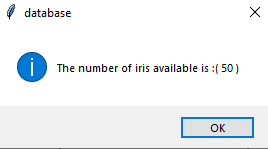 database
The number of iris available is :( 50 )
OK